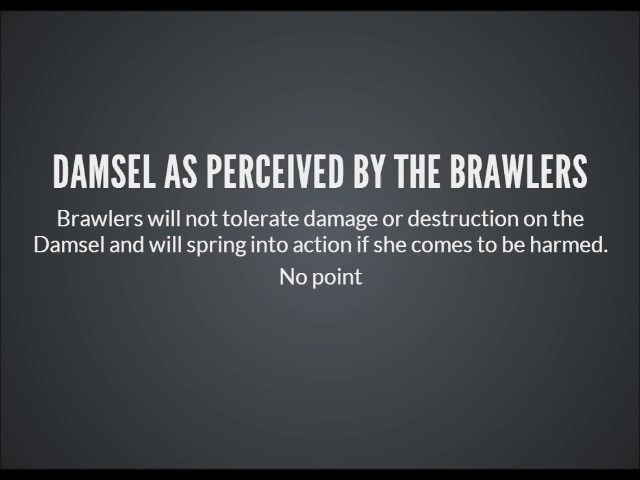 DAMSEL AS PERCEIVED BY THE BRAWLERS
Brawlers will not tolerate damage or destruction on the
Damsel and will spring into action if she comes to be harmed.
No point